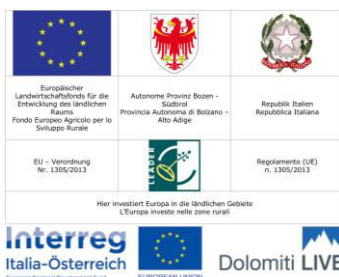 Europäischer
Landwirtschaftsfonds für die
Entwicklung des ländlichen
Raums
Fondo Europeo Agricolo per lo
Sviluppo Rurale
Autonome Provinz Bozen -
Südtirol
Provincia Autonoma di Bolzano –
Alto Adige
Republik Italien
Repubblica Italiana
EU – Verordnung
Nr. 1305/2013
LEADER
Regolamento (UE)
n. 1305/2013
Hier investiert Europa in die ländlichen Gebiete
L'Europa investe nelle zone rurali
Interreg
Italia-Österreich
EUROPEAN UNION
Dolomiti LIVE